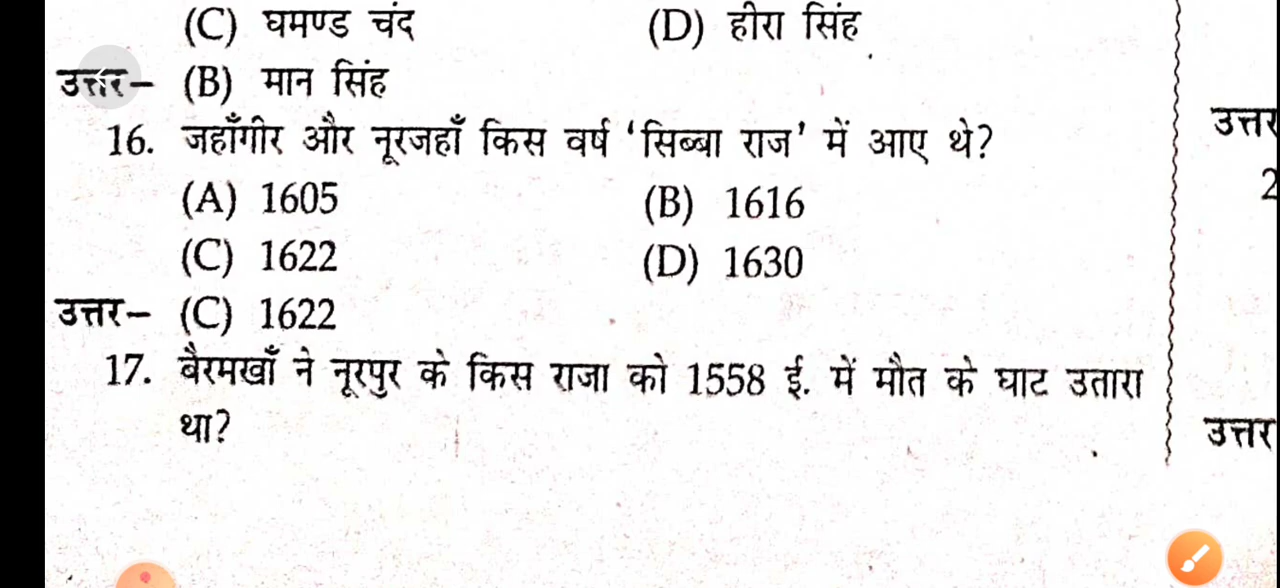 (C) घमण्ड चंद (D) हीरा सिंह
उत्तर– (B) मान सिंह
16. जहाँगीर और नूरजहाँ किस वर्ष ‘सिब्बा राज’ में आए थे?
(A) 1605 (B) 1616
(C) 1622 (D) 1630
उत्तर– (C) 1622
17. बैरमखाँ ने नूरपुर के किस राजा को 1558 ई. में मौत के घाट उतारा
था?
उत्तर
2
उत्तर